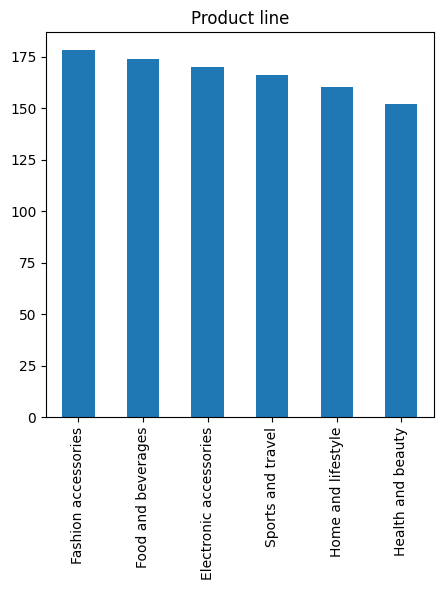 Product line
175
150
125
100
75
50
25
0
Fashion accessories
Food and beverages
Electronic accessories
Sports and travel
Home and lifestyle
Health and beauty